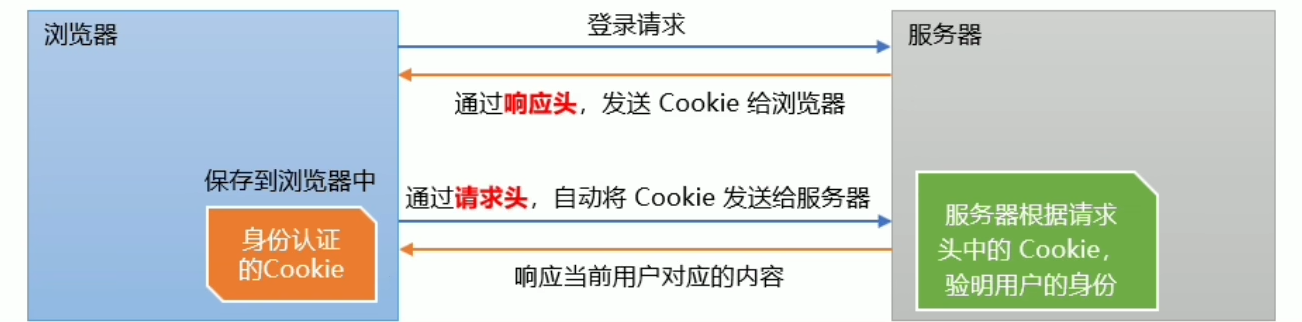 浏览器
登录请求
服务器
通过响应头，发送 Cookie 给浏览器
保存到浏览器中
通过请求头，自动将 Cookie 发送给服务器
身份认证
的Cookie
服务器根据请求
头中的 Cookie，
验明用户的身份
响应当前用户对应的内容